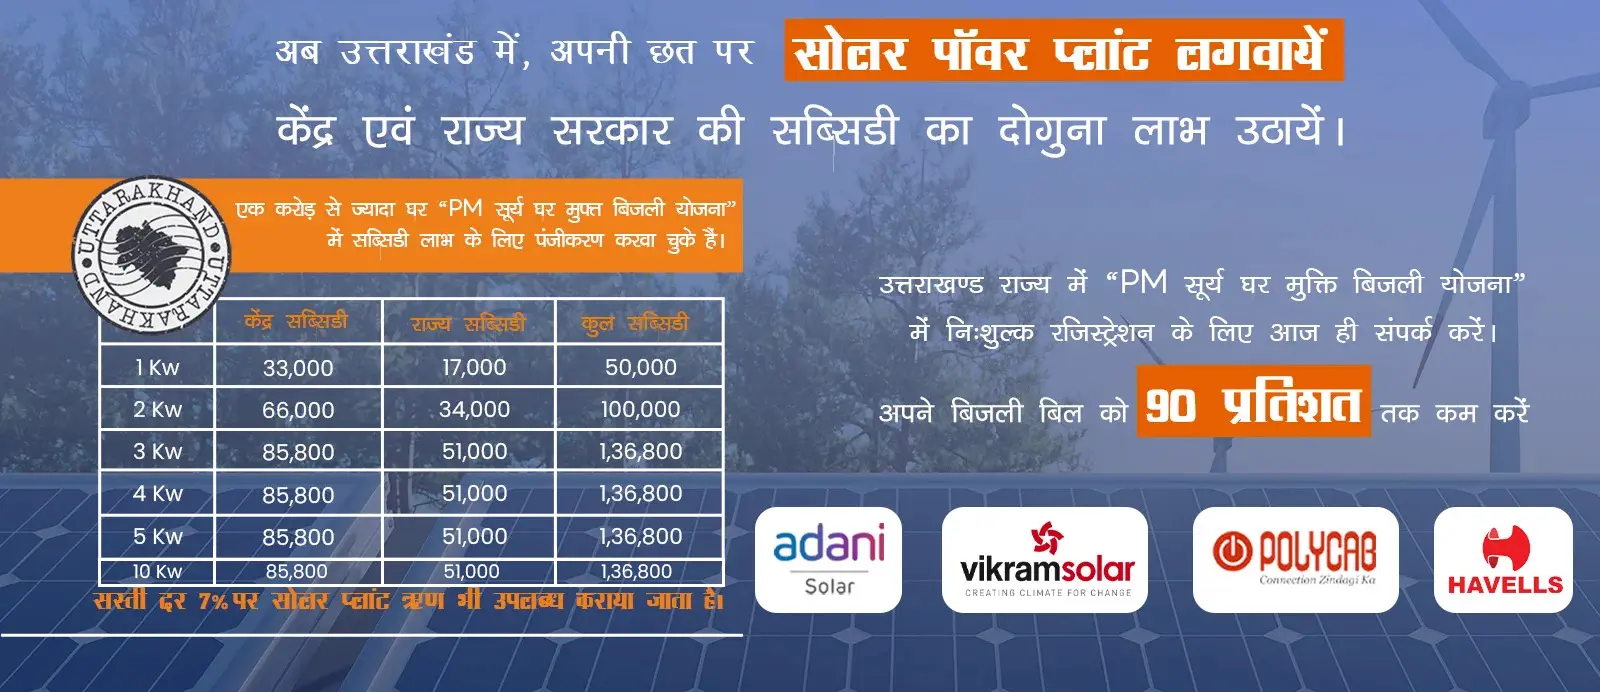 अब उत्तराखंड में, अपनी छत पर सोलर पॉवर प्लांट लगवायें
केंद्र एवं राज्य सरकार की सब्सिडी का दोगुना लाभ उठायें।
UTTARAKHAND · UTTARAKHAND ·
एक करोड़ से ज्यादा घर “PM सूर्य घर मुफ्त बिजली योजना”
में सब्सिडी लाभ के लिए पंजीकरण करवा चुके हैं।
केंद्र सब्सिडी राज्य सब्सिडी कुल सब्सिडी
1 Kw 33,000 17,000 50,000
2 Kw 66,000 34,000 100,000
3 Kw 85,800 51,000 1,36,800
4 Kw 85,800 51,000 1,36,800
5 Kw 85,800 51,000 1,36,800
10 Kw 85,800 51,000 1,36,800
सस्ती दर 7% पर सोलर प्लांट ऋण भी उपलब्ध कराया जाता है।
उत्तराखण्ड राज्य में “PM सूर्य घर मुक्ति बिजली योजना”
में निःशुल्क रजिस्ट्रेशन के लिए आज ही संपर्क करें।
अपने बिजली बिल को 90 प्रतिशत तक कम करें
adani
Solar
vikramsolar
CREATING CLIMATE FOR CHANGE
POLYCAB
Connection Zindagi Ka
HAVELLS